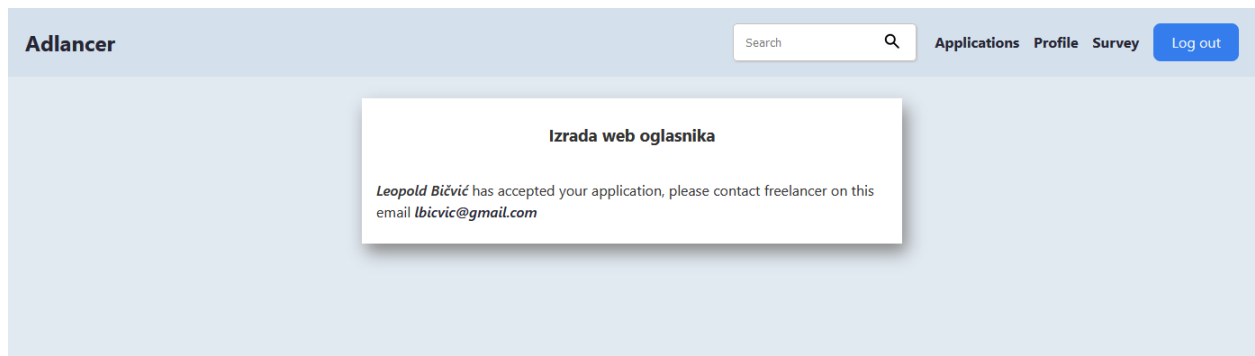 Adlancer
Search
Applications Profile Survey Log out
Izrada web oglasnika
Leopold Bičvić has accepted your application, please contact freelancer on this
email lbicvic@gmail.com